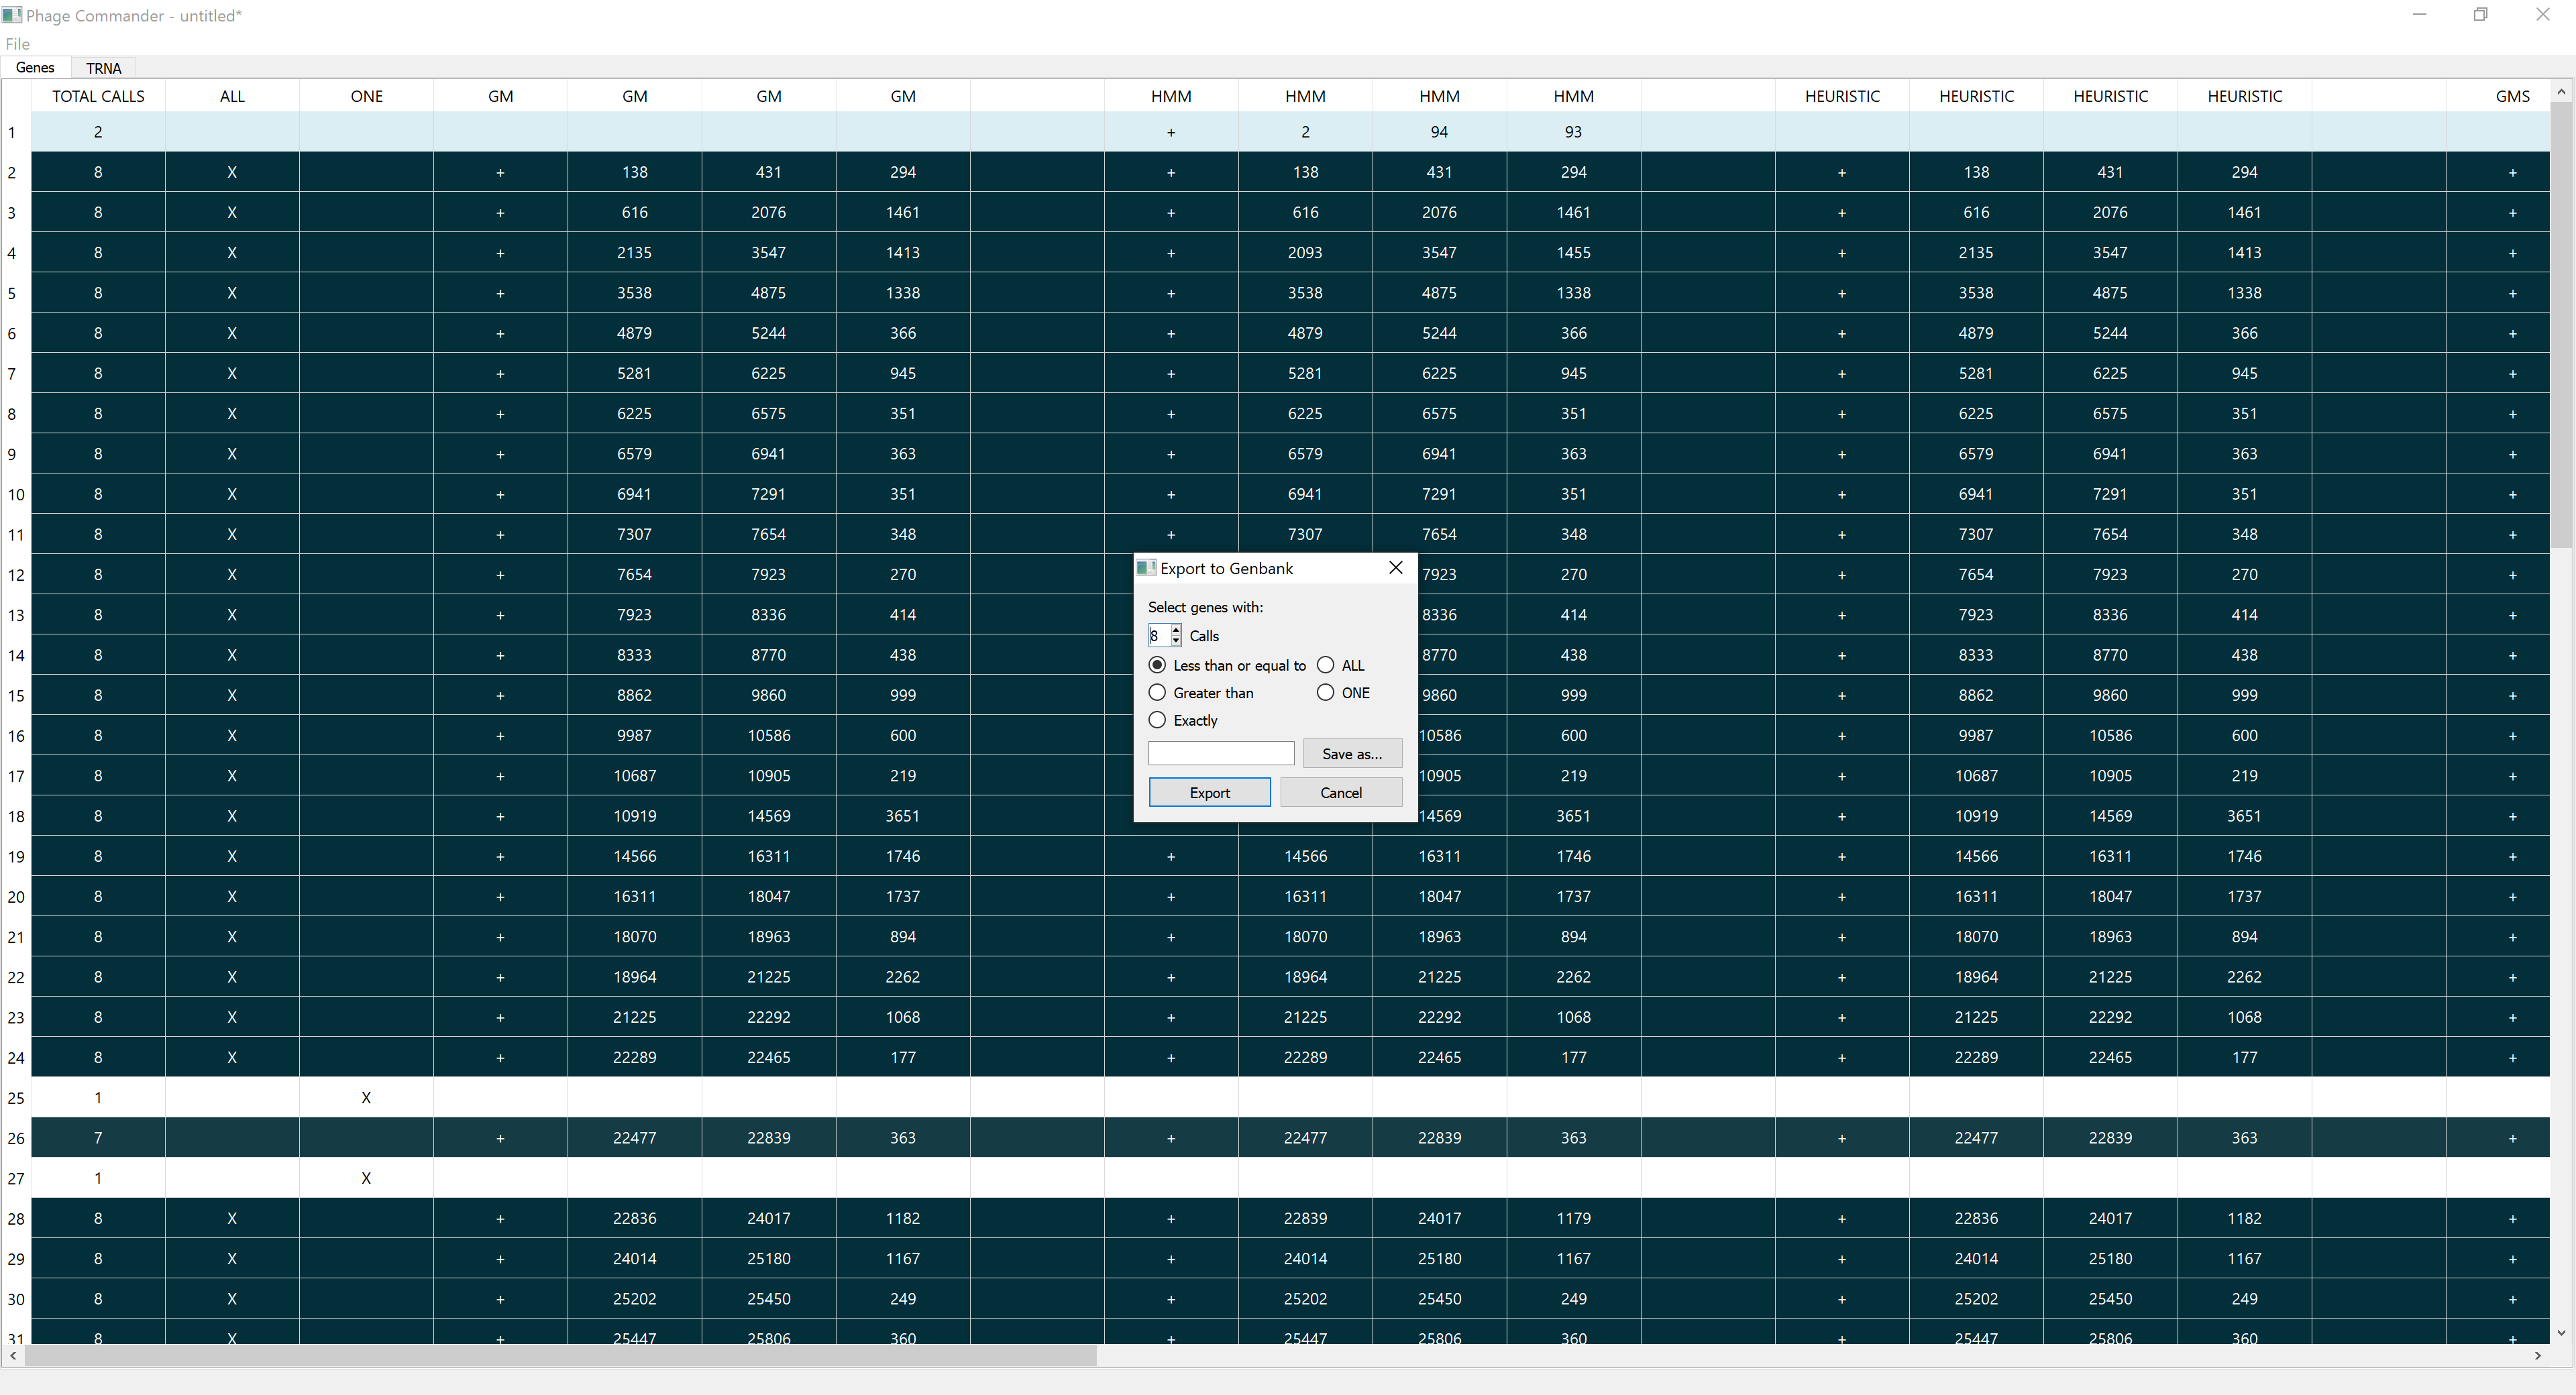 Phage Commander - untitled*
File
Genes TRNA
TOTAL CALLS ALL ONE GM GM GM GM HMM HMM HMM HMM HEURISTIC HEURISTIC HEURISTIC HEURISTIC GMS
1 2 + 2 94 93
2 8 X + 138 431 294 + 138 431 294 + 138 431 294 +
3 8 X + 616 2076 1461 + 616 2076 1461 + 616 2076 1461 +
4 8 X + 2135 3547 1413 + 2093 3547 1455 + 2135 3547 1413 +
5 8 X + 3538 4875 1338 + 3538 4875 1338 + 3538 4875 1338 +
6 8 X + 4879 5244 366 + 4879 5244 366 + 4879 5244 366 +
7 8 X + 5281 6225 945 + 5281 6225 945 + 5281 6225 945 +
8 8 X + 6225 6575 351 + 6225 6575 351 + 6225 6575 351 +
9 8 X + 6579 6941 363 + 6579 6941 363 + 6579 6941 363 +
10 8 X + 6941 7291 351 + 6941 7291 351 + 6941 7291 351 +
11 8 X + 7307 7654 348 + 7307 7654 348 + 7307 7654 348 +
12 8 X + 7654 7923 270 7923 270 + 7654 7923 270 +
13 8 X + 7923 8336 414 8336 414 + 7923 8336 414 +
14 8 X + 8333 8770 438 8770 438 + 8333 8770 438 +
15 8 X + 8862 9860 999 9860 999 + 8862 9860 999 +
16 8 X + 9987 10586 600 10586 600 + 9987 10586 600 +
17 8 X + 10687 10905 219 10905 219 + 10687 10905 219 +
18 8 X + 10919 14569 3651 14569 3651 + 10919 14569 3651 +
19 8 X + 14566 16311 1746 + 14566 16311 1746 + 14566 16311 1746 +
20 8 X + 16311 18047 1737 + 16311 18047 1737 + 16311 18047 1737 +
21 8 X + 18070 18963 894 + 18070 18963 894 + 18070 18963 894 +
22 8 X + 18964 21225 2262 + 18964 21225 2262 + 18964 21225 2262 +
23 8 X + 21225 22292 1068 + 21225 22292 1068 + 21225 22292 1068 +
24 8 X + 22289 22465 177 + 22289 22465 177 + 22289 22465 177 +
25 1 X
26 7 + 22477 22839 363 + 22477 22839 363 + 22477 22839 363 +
27 1 X
28 8 X + 22836 24017 1182 + 22839 24017 1179 + 22836 24017 1182 +
29 8 X + 24014 25180 1167 + 24014 25180 1167 + 24014 25180 1167 +
30 8 X + 25202 25450 249 + 25202 25450 249 + 25202 25450 249 +
31 8 X + 25447 25806 360 + 25447 25806 360 + 25447 25806 360 +
Export to Genbank
Select genes with:
8 Calls
Less than or equal to ALL
Greater than ONE
Exactly
Save as...
Export Cancel